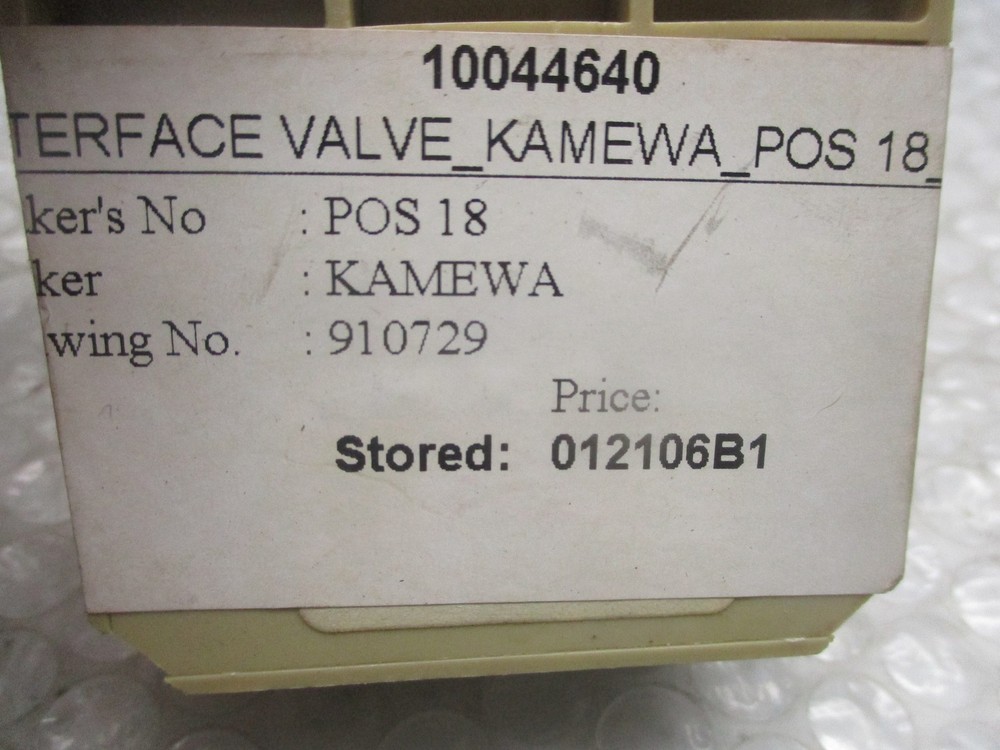 10044640
TERFACE VALVE_KAMEWA_POS 18_
ker's No : POS 18
ker : KAMEWA
wing No. : 910729
Price:
Stored: 012106B1